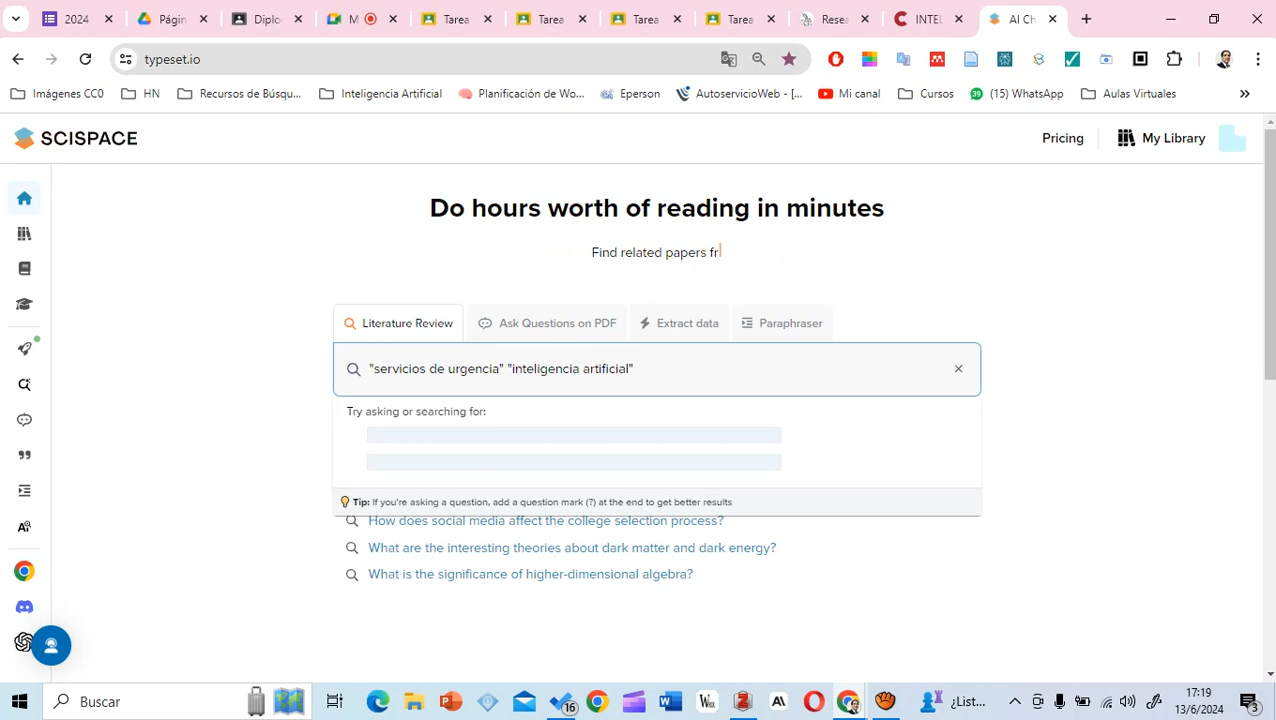 2024
Págin
Diplo
M
Tarea
Tarea
Tarea
Tarea
Resea
INTEL
AI Ch
typeset.io
Imágenes CC0
HN
Recursos de Búsqu...
Inteligencia Artificial
Planificación de Wo...
Eperson
AutoservicioWeb - [...
Mi canal
Cursos
(15) WhatsApp
Aulas Virtuales
SCISPACE
Pricing
My Library
Do hours worth of reading in minutes
Find related papers fr
Literature Review
Ask Questions on PDF
Extract data
Paraphraser
"servicios de urgencia" "inteligencia artificial"
Try asking or searching for:
Tip: If you're asking a question, add a question mark (?) at the end to get better results
How does social media affect the college selection process?
What are the interesting theories about dark matter and dark energy?
What is the significance of higher-dimensional algebra?
Buscar
16
¿List...
17:19
13/6/2024
3